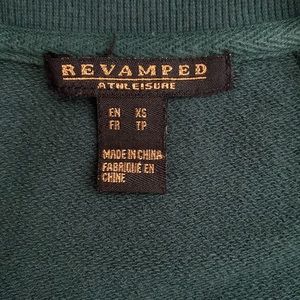 REVAMPED
ATHLEISURE
EN XS
FR TP
MADE IN CHINA
FABRIQUÉ EN
CHINE